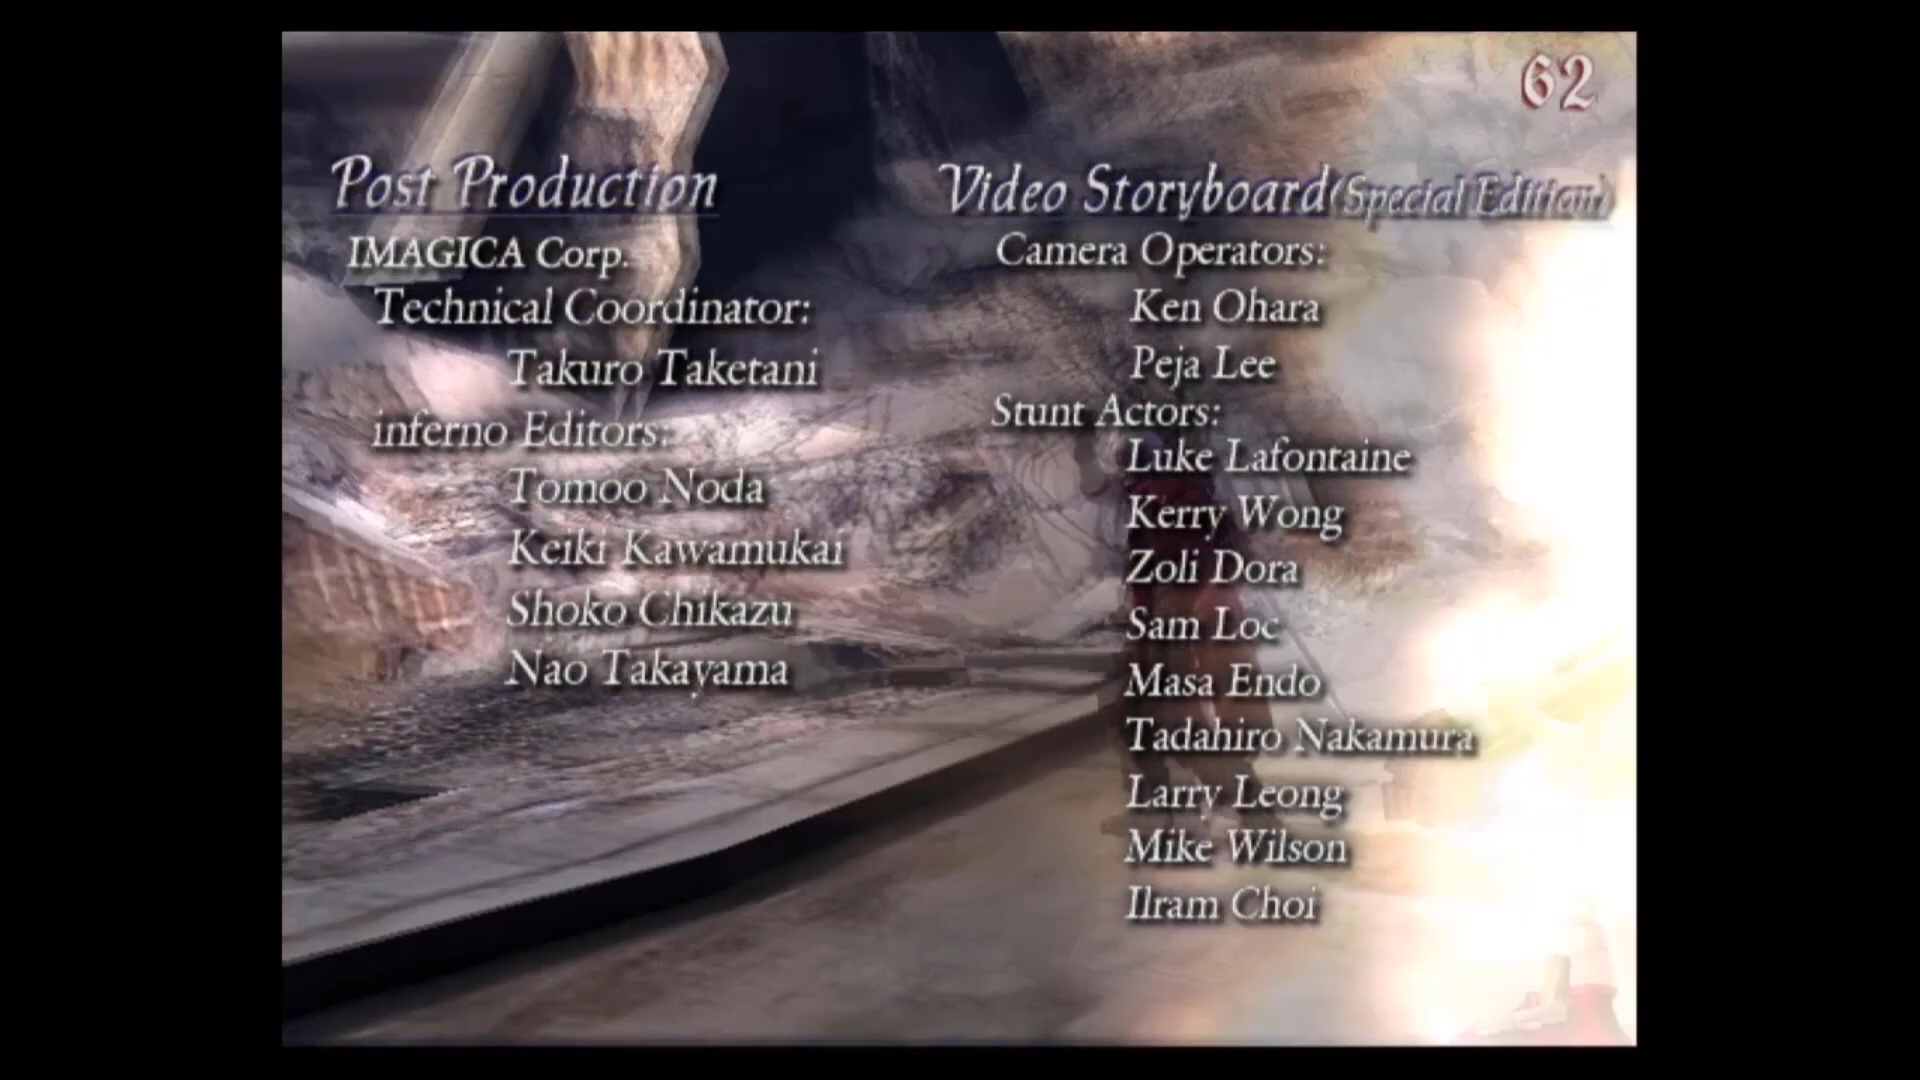 62
Post Production
IMAGICA Corp.
Technical Coordinator:
Takuro Taketani
inferno Editors:
Tomoo Noda
Keiki Kawamukai
Shoko Chikazu
Nao Takayama
Video Storyboard(Special Edition)
Camera Operators:
Ken Ohara
Peja Lee
Stunt Actors:
Luke Lafontaine
Kerry Wong
Zoli Dora
Sam Loc
Masa Endo
Tadahiro Nakamura
Larry Leong
Mike Wilson
Ilram Choi